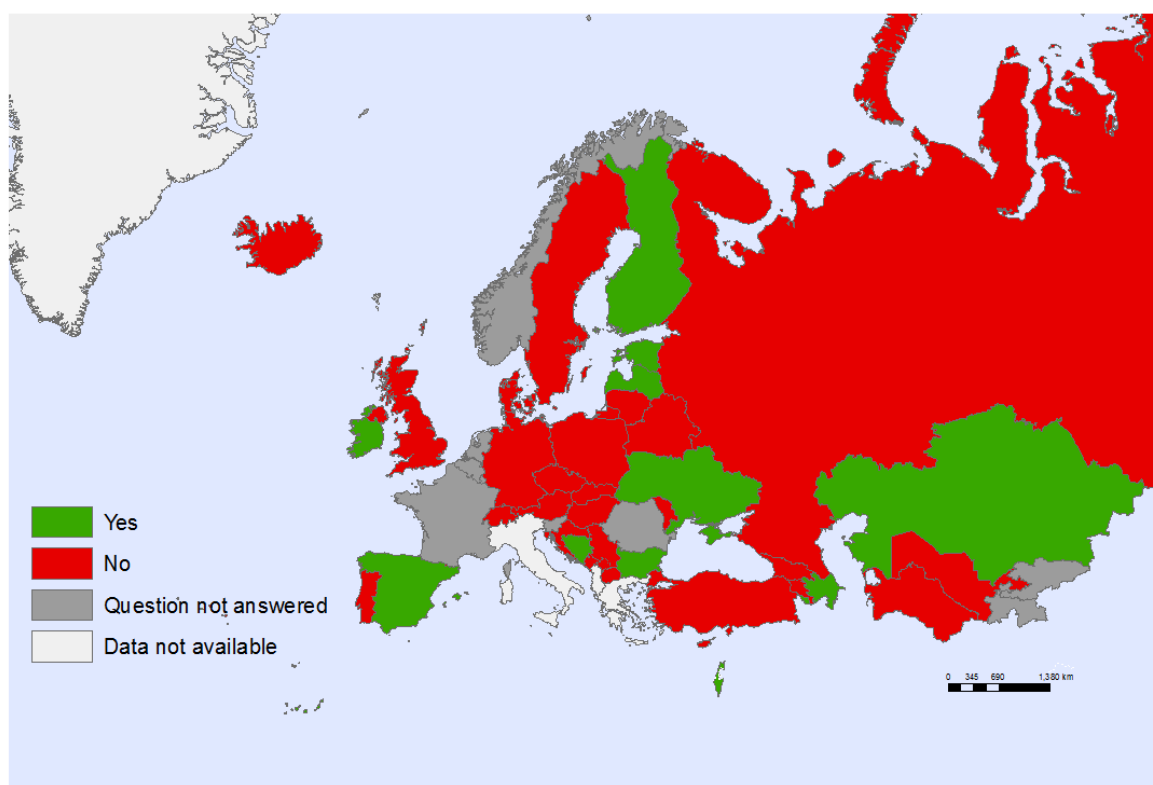 Yes
No
Question not answered
Data not available
0 345 690 1,380 km